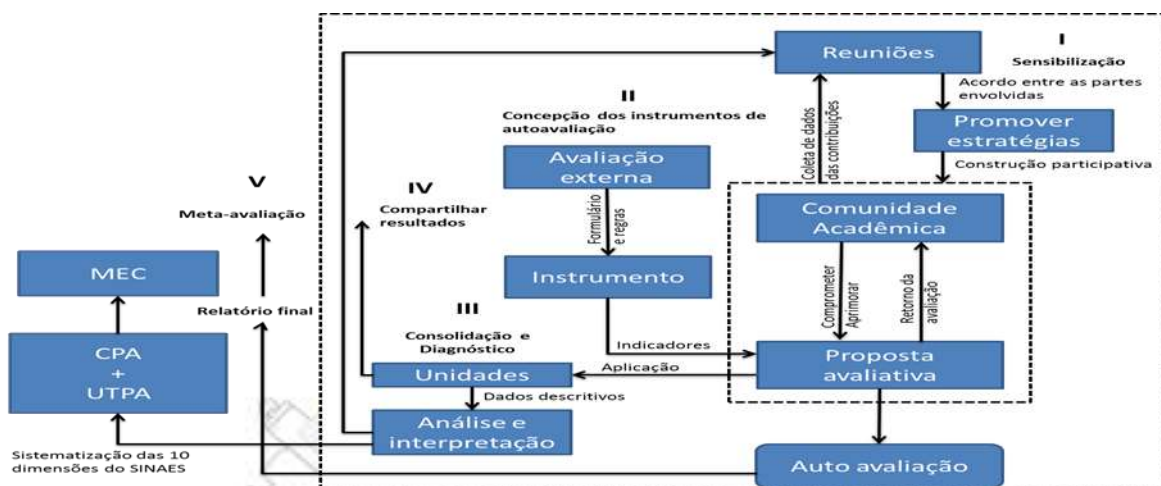 Reuniões
I
Sensibilização
Acordo entre as partes
envolvidas
Promover
estratégias
Construção participativa
Coleta de dados
das contribuições
II
Concepção dos instrumentos de
autoavaliação
Avaliação
externa
Formulário
e regras
Instrumento
Indicadores
Comunidade
Acadêmica
Comprometer
Aprimorar
Retorno da
avaliação
Proposta
avaliativa
Aplicação
III
Consolidação e
Diagnóstico
Unidades
Dados descritivos
Análise e
interpretação
IV
Compartilhar
resultados
V
Meta-avaliação
Relatório final
MEC
CPA
+
UTPA
Sistematização das 10
dimensões do SINAES
Auto avaliação